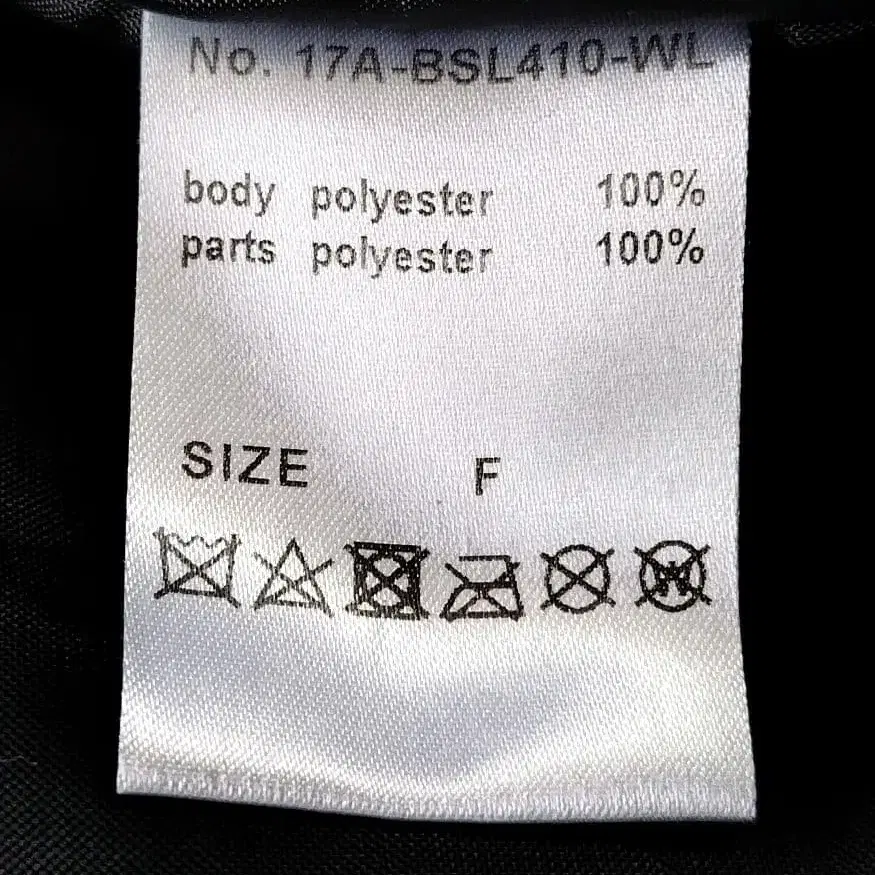 No. 17A-BSL410-WL
body polyester 100%
parts polyester 100%
SIZE F
W